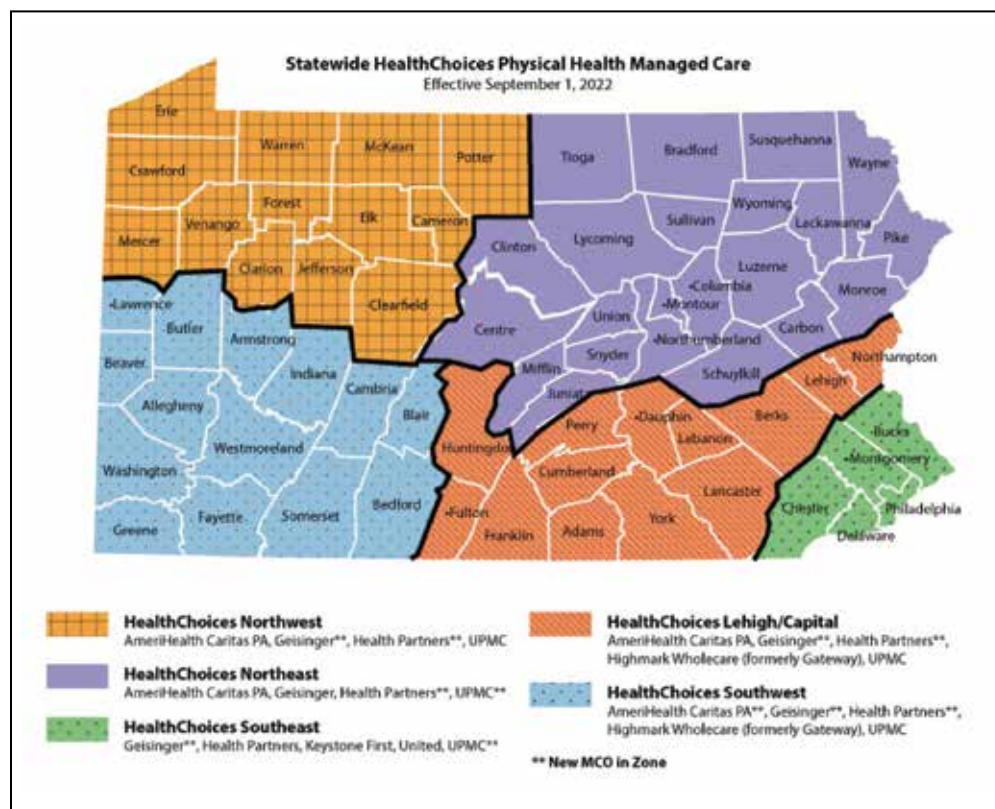 Statewide HealthChoices Physical Health Managed Care
Effective September 1, 2022
Erie
Warren
McKean
Potter
Crawford
Forest
Elk
Cameron
Venango
Mercer
Clarion
Jefferson
Clearfield
Tioga
Bradford
Susquehanna
Wayne
Wyoming
Sullivan
Lackawanna
Pike
Clinton
Lycoming
Luzerne
•Columbia
•Montour
Monroe
Centre
Union
•Northumberland
Carbon
Snyder
Mifflin
Schuylkill
Juniat
•Lawrence
Butler
Armstrong
Beaver
Indiana
Cambria
Blair
Allegheny
Westmoreland
Washington
Bedford
Greene
Fayette
Somerset
Northampton
Lehigh
Berks
•Dauphin
Perry
Lebanon
Huntingdo
Cumberland
Lancaster
•Fulton
Franklin
Adams
York
•Bucks
•Montgomery
Chester
Philadelphia
Delaware
HealthChoices Northwest
AmeriHealth Caritas PA, Geisinger**, Health Partners**, UPMC
HealthChoices Northeast
AmeriHealth Caritas PA, Geisinger, Health Partners**, UPMC**
HealthChoices Southeast
Geisinger**, Health Partners, Keystone First, United, UPMC**
HealthChoices Lehigh/Capital
AmeriHealth Caritas PA, Geisinger**, Health Partners**,
Highmark Wholecare (formerly Gateway), UPMC
HealthChoices Southwest
AmeriHealth Caritas PA**, Geisinger**, Health Partners**,
Highmark Wholecare (formerly Gateway), UPMC
** New MCO in Zone